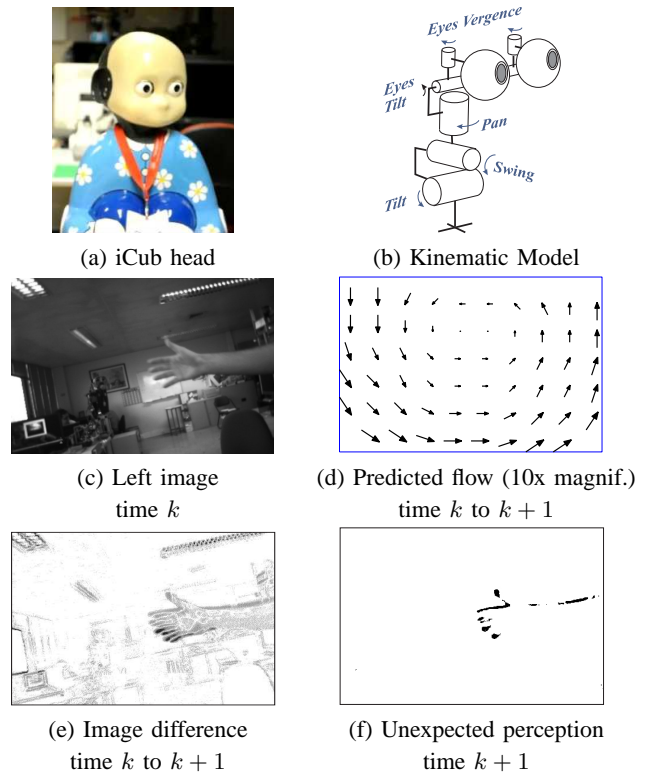 Eyes Vergence
Eyes
Tilt
Pan
Swing
Tilt
(a) iCub head
(b) Kinematic Model
(c) Left image
time k
(d) Predicted flow (10x magnif.)
time k to k + 1
(e) Image difference
time k to k + 1
(f) Unexpected perception
time k + 1